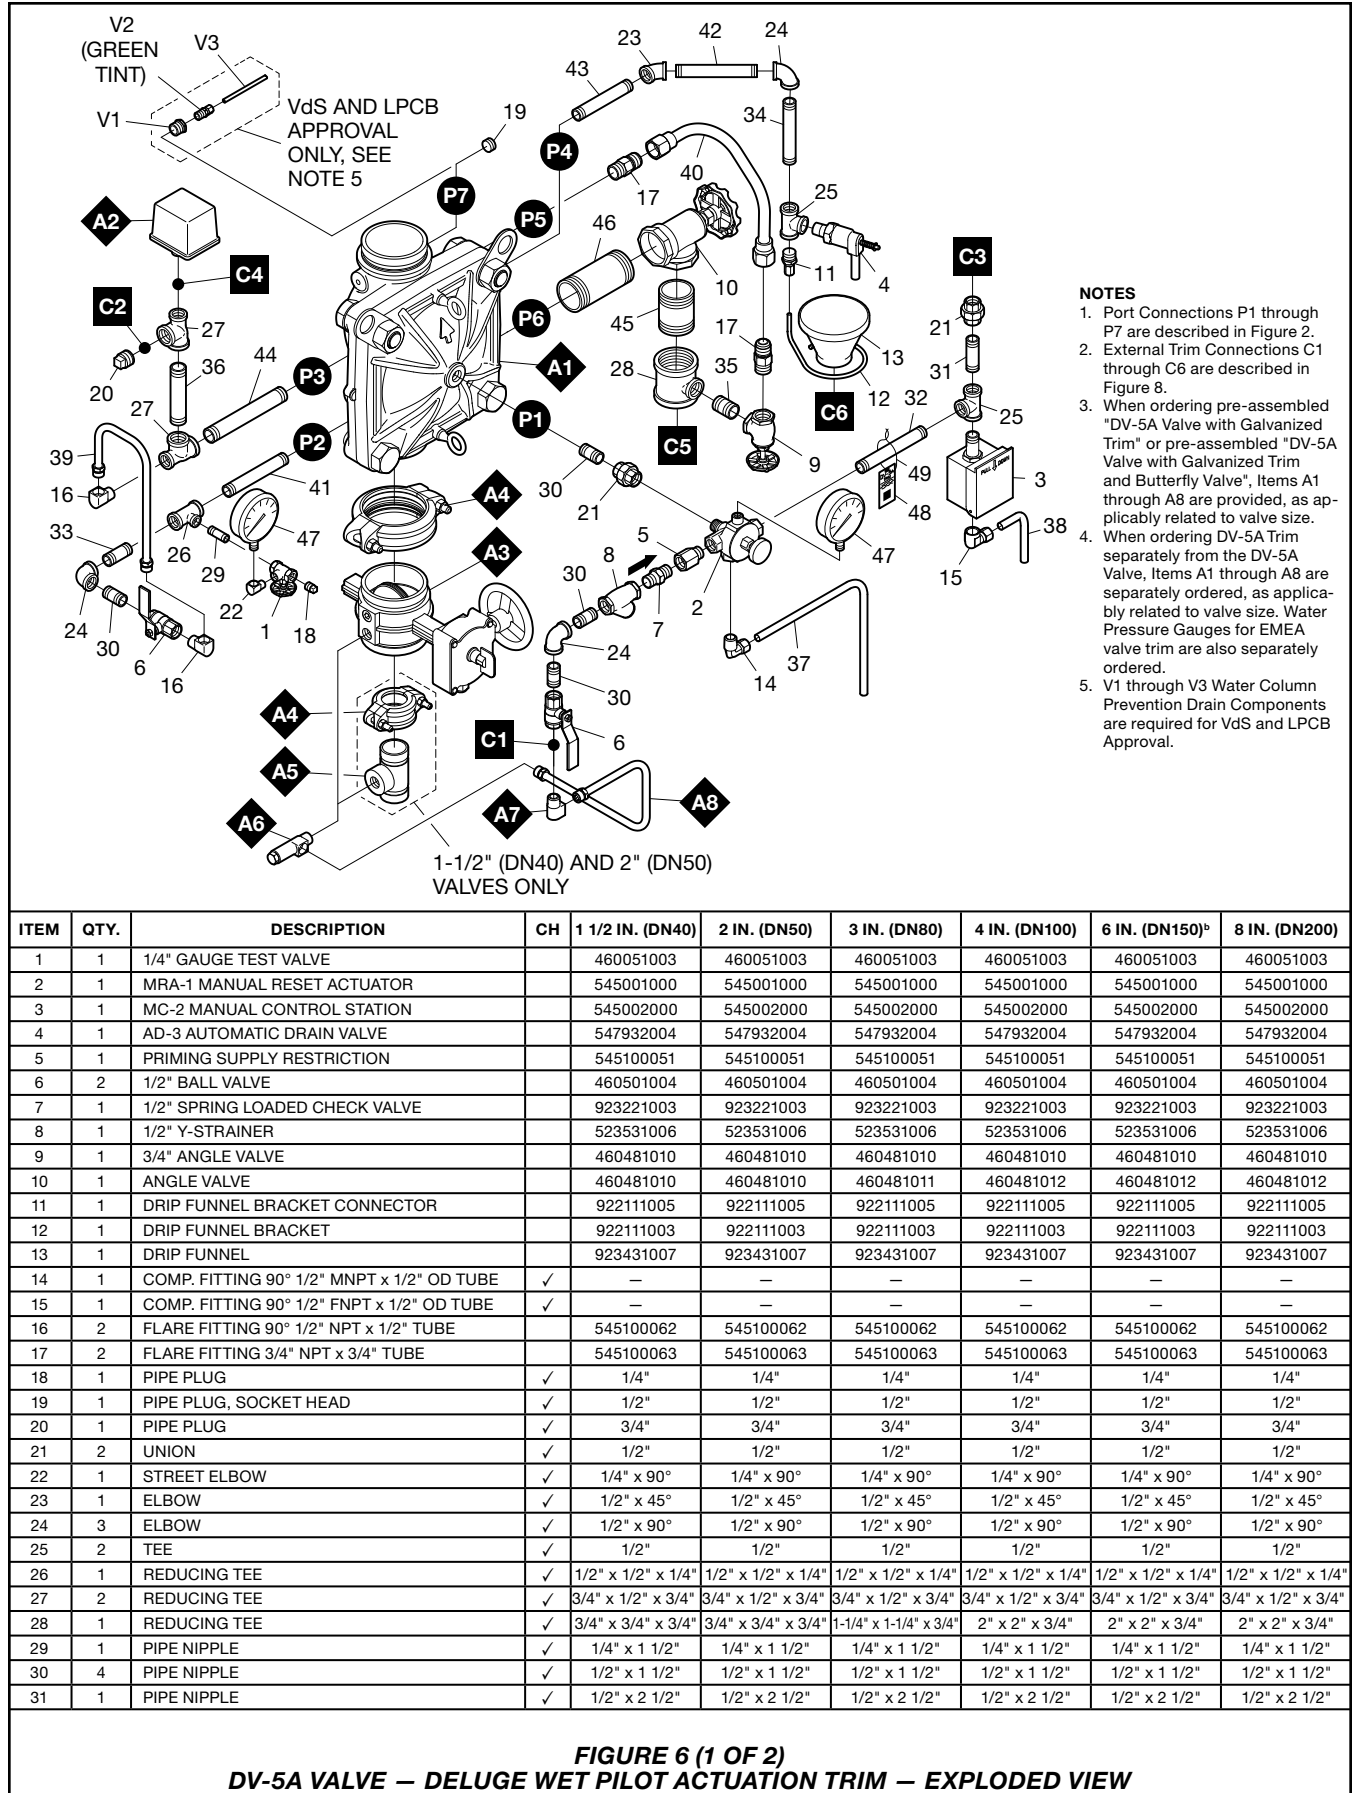 V2
(GREEN
TINT)
V3
V1
VdS AND LPCB
APPROVAL
ONLY, SEE
NOTE 5
19
43
23
42
24
34
P4
P7
P5
17
40
25
A2
C4
C2
27
20
36
44
P3
46
P6
10
45
11
4
C3
21
13
31
A1
17
28
35
12
C6
32
25
C5
9
49
48
3
27
39
16
P2
41
P1
30
21
A4
33
26
29
47
22
1
18
24
30
6
16
A3
5
8
30
7
2
47
15
38
24
37
14
30
A4
C1
6
A5
A6
A7
A8
1-1/2" (DN40) AND 2" (DN50)
VALVES ONLY
NOTES
1. Port Connections P1 through
P7 are described in Figure 2.
2. External Trim Connections C1
through C6 are described in
Figure 8.
3. When ordering pre-assembled
"DV-5A Valve with Galvanized
Trim" or pre-assembled "DV-5A
Valve with Galvanized Trim
and Butterfly Valve", Items A1
through A8 are provided, as ap-
plicably related to valve size.
4. When ordering DV-5A Trim
separately from the DV-5A
Valve, Items A1 through A8 are
separately ordered, as applica-
bly related to valve size. Water
Pressure Gauges for EMEA
valve trim are also separately
ordered.
5. V1 through V3 Water Column
Prevention Drain Components
are required for VdS and LPCB
Approval.
PULL DOWN
ITEM QTY. DESCRIPTION CH 1 1/2 IN. (DN40) 2 IN. (DN50) 3 IN. (DN80) 4 IN. (DN100) 6 IN. (DN150)ᵇ 8 IN. (DN200)
1 1 1/4" GAUGE TEST VALVE 460051003 460051003 460051003 460051003 460051003 460051003
2 1 MRA-1 MANUAL RESET ACTUATOR 545001000 545001000 545001000 545001000 545001000 545001000
3 1 MC-2 MANUAL CONTROL STATION 545002000 545002000 545002000 545002000 545002000 545002000
4 1 AD-3 AUTOMATIC DRAIN VALVE 547932004 547932004 547932004 547932004 547932004 547932004
5 1 PRIMING SUPPLY RESTRICTION 545100051 545100051 545100051 545100051 545100051 545100051
6 2 1/2" BALL VALVE 460501004 460501004 460501004 460501004 460501004 460501004
7 1 1/2" SPRING LOADED CHECK VALVE 923221003 923221003 923221003 923221003 923221003 923221003
8 1 1/2" Y-STRAINER 523531006 523531006 523531006 523531006 523531006 523531006
9 1 3/4" ANGLE VALVE 460481010 460481010 460481010 460481010 460481010 460481010
10 1 ANGLE VALVE 460481010 460481010 460481011 460481012 460481012 460481012
11 1 DRIP FUNNEL BRACKET CONNECTOR 922111005 922111005 922111005 922111005 922111005 922111005
12 1 DRIP FUNNEL BRACKET 922111003 922111003 922111003 922111003 922111003 922111003
13 1 DRIP FUNNEL 923431007 923431007 923431007 923431007 923431007 923431007
14 1 COMP. FITTING 90° 1/2" MNPT x 1/2" OD TUBE ✓ — — — — — —
15 1 COMP. FITTING 90° 1/2" FNPT x 1/2" OD TUBE ✓ — — — — — —
16 2 FLARE FITTING 90° 1/2" NPT x 1/2" TUBE 545100062 545100062 545100062 545100062 545100062 545100062
17 2 FLARE FITTING 3/4" NPT x 3/4" TUBE 545100063 545100063 545100063 545100063 545100063 545100063
18 1 PIPE PLUG ✓ 1/4" 1/4" 1/4" 1/4" 1/4" 1/4"
19 1 PIPE PLUG, SOCKET HEAD ✓ 1/2" 1/2" 1/2" 1/2" 1/2" 1/2"
20 1 PIPE PLUG ✓ 3/4" 3/4" 3/4" 3/4" 3/4" 3/4"
21 2 UNION ✓ 1/2" 1/2" 1/2" 1/2" 1/2" 1/2"
22 1 STREET ELBOW ✓ 1/4" x 90° 1/4" x 90° 1/4" x 90° 1/4" x 90° 1/4" x 90° 1/4" x 90°
23 1 ELBOW ✓ 1/2" x 45° 1/2" x 45° 1/2" x 45° 1/2" x 45° 1/2" x 45° 1/2" x 45°
24 3 ELBOW ✓ 1/2" x 90° 1/2" x 90° 1/2" x 90° 1/2" x 90° 1/2" x 90° 1/2" x 90°
25 2 TEE ✓ 1/2" 1/2" 1/2" 1/2" 1/2" 1/2"
26 1 REDUCING TEE ✓ 1/2" x 1/2" x 1/4" 1/2" x 1/2" x 1/4" 1/2" x 1/2" x 1/4" 1/2" x 1/2" x 1/4" 1/2" x 1/2" x 1/4" 1/2" x 1/2" x 1/4"
27 2 REDUCING TEE ✓ 3/4" x 1/2" x 3/4" 3/4" x 1/2" x 3/4" 3/4" x 1/2" x 3/4" 3/4" x 1/2" x 3/4" 3/4" x 1/2" x 3/4" 3/4" x 1/2" x 3/4"
28 1 REDUCING TEE ✓ 3/4" x 3/4" x 3/4" 3/4" x 3/4" x 3/4" 1-1/4" x 1-1/4" x 3/4" 2" x 2" x 3/4" 2" x 2" x 3/4" 2" x 2" x 3/4"
29 1 PIPE NIPPLE ✓ 1/4" x 1 1/2" 1/4" x 1 1/2" 1/4" x 1 1/2" 1/4" x 1 1/2" 1/4" x 1 1/2" 1/4" x 1 1/2"
30 4 PIPE NIPPLE ✓ 1/2" x 1 1/2" 1/2" x 1 1/2" 1/2" x 1 1/2" 1/2" x 1 1/2" 1/2" x 1 1/2" 1/2" x 1 1/2"
31 1 PIPE NIPPLE ✓ 1/2" x 2 1/2" 1/2" x 2 1/2" 1/2" x 2 1/2" 1/2" x 2 1/2" 1/2" x 2 1/2" 1/2" x 2 1/2"
FIGURE 6 (1 OF 2)
DV-5A VALVE — DELUGE WET PILOT ACTUATION TRIM — EXPLODED VIEW